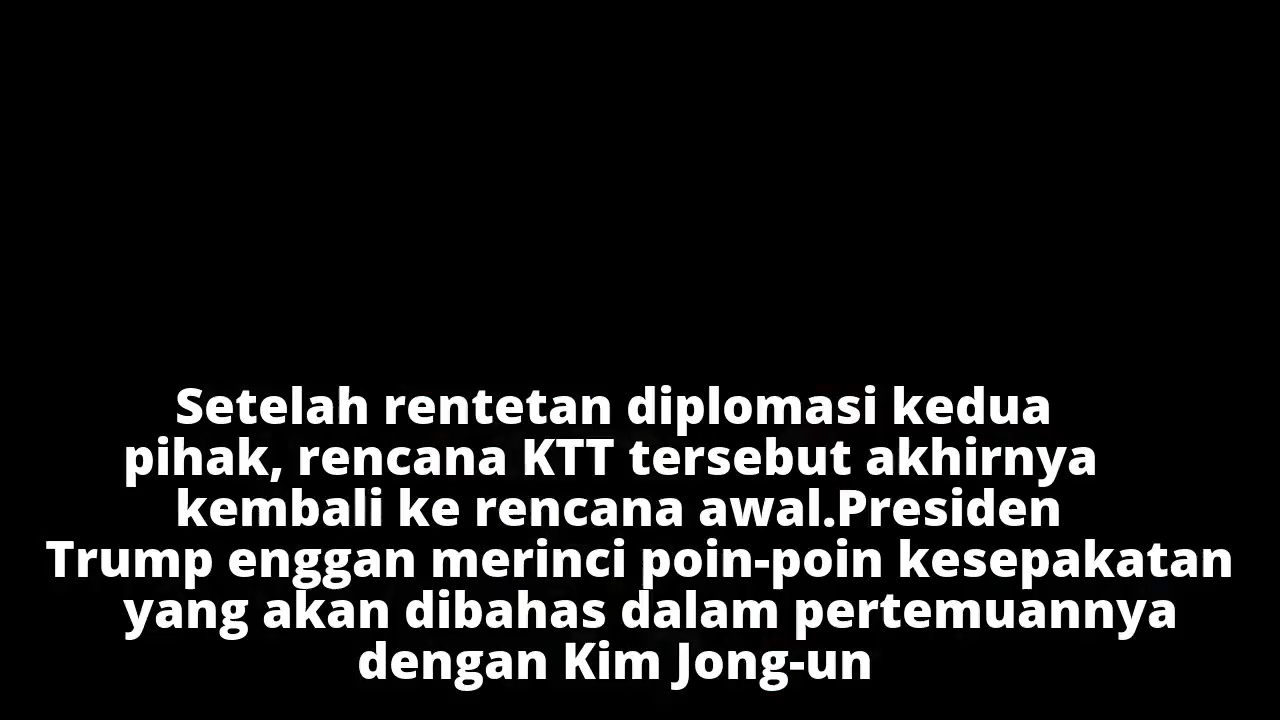 Setelah rentetan diplomasi kedua
pihak, rencana KTT tersebut akhirnya
kembali ke rencana awal.Presiden
Trump enggan merinci poin-poin kesepakatan
yang akan dibahas dalam pertemuannya
dengan Kim Jong-un